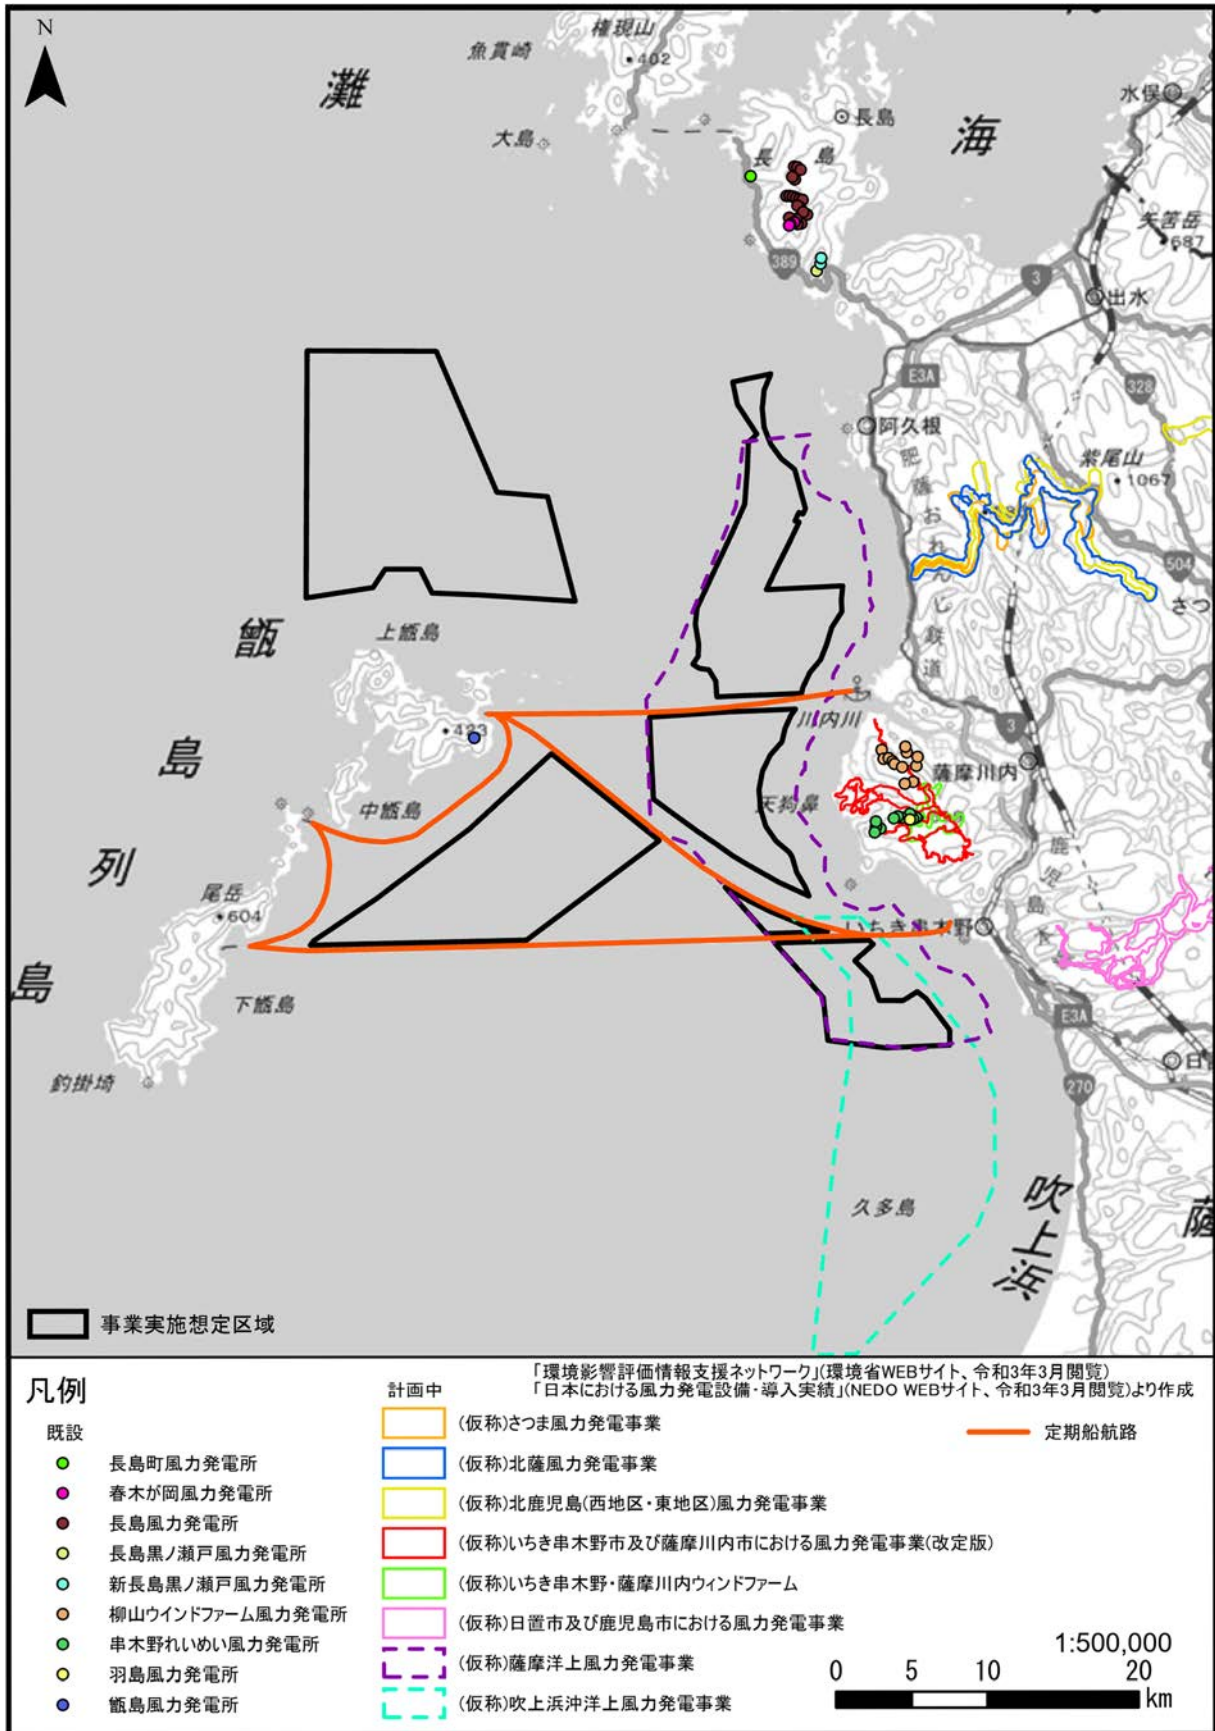 N
権現山
・402
魚貫崎
灘
水俣
大島
長島
海
長島
矢筈岳
687
389
3
出水
E3A
328
阿久根
紫尾山
・1067
肥薩おれんじ鉄道
504
さつ
甑
上甑島
・423
川内川
3
島
薩摩川内
中甑島
天狗鼻
列
尾岳
・604
鹿児島
いちき串木野
島
下甑島
E3A
日
釣掛埼
270
久多島
吹上浜
薩
事業実施想定区域
「環境影響評価情報支援ネットワーク」(環境省WEBサイト、令和3年3月閲覧)
「日本における風力発電設備・導入実績」(NEDO WEBサイト、令和3年3月閲覧)より作成
凡例
既設
長島町風力発電所
春木が岡風力発電所
長島風力発電所
長島黒ノ瀬戸風力発電所
新長島黒ノ瀬戸風力発電所
柳山ウインドファーム風力発電所
串木野れいめい風力発電所
羽島風力発電所
甑島風力発電所
計画中
(仮称)さつま風力発電事業
(仮称)北薩風力発電事業
(仮称)北鹿児島(西地区・東地区)風力発電事業
(仮称)いちき串木野市及び薩摩川内市における風力発電事業(改定版)
(仮称)いちき串木野・薩摩川内ウィンドファーム
(仮称)日置市及び鹿児島市における風力発電事業
(仮称)薩摩洋上風力発電事業
(仮称)吹上浜沖洋上風力発電事業
定期船航路
1:500,000
0 5 10 20
km